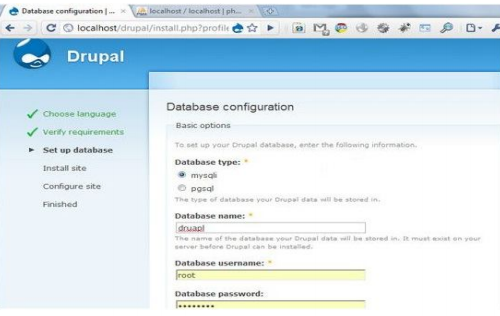 Database configuration | ...
localhost / localhost | ph...
localhost/drupal/install.php?profile
Drupal
Choose language
Verify requirements
Set up database
Install site
Configure site
Finished
Database configuration
Basic options
To set up your Drupal database, enter the following information.
Database type: *
mysqli
pgsql
The type of database your Drupal data will be stored in.
Database name: *
druapl
The name of the database your Drupal data will be stored in. It must exist on your
server before Drupal can be installed.
Database username: *
root
Database password:
••••••••